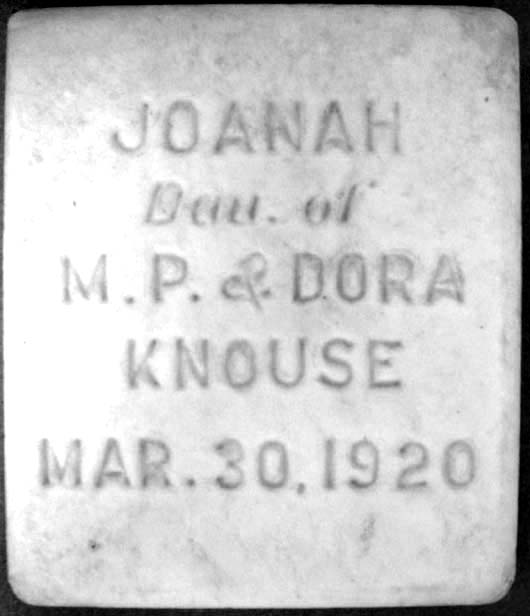 JOANAH
Dau. of
M. P. & DORA
KNOUSE
MAR. 30, 1920